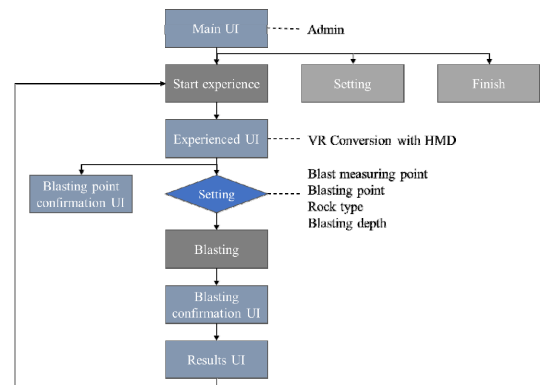 Main UI
Admin
Start experience
Setting
Finish
Experienced UI
VR Conversion with HMD
Blasting point
confirmation UI
Setting
Blast measuring point
Blasting point
Rock type
Blasting depth
Blasting
Blasting
confirmation UI
Results UI